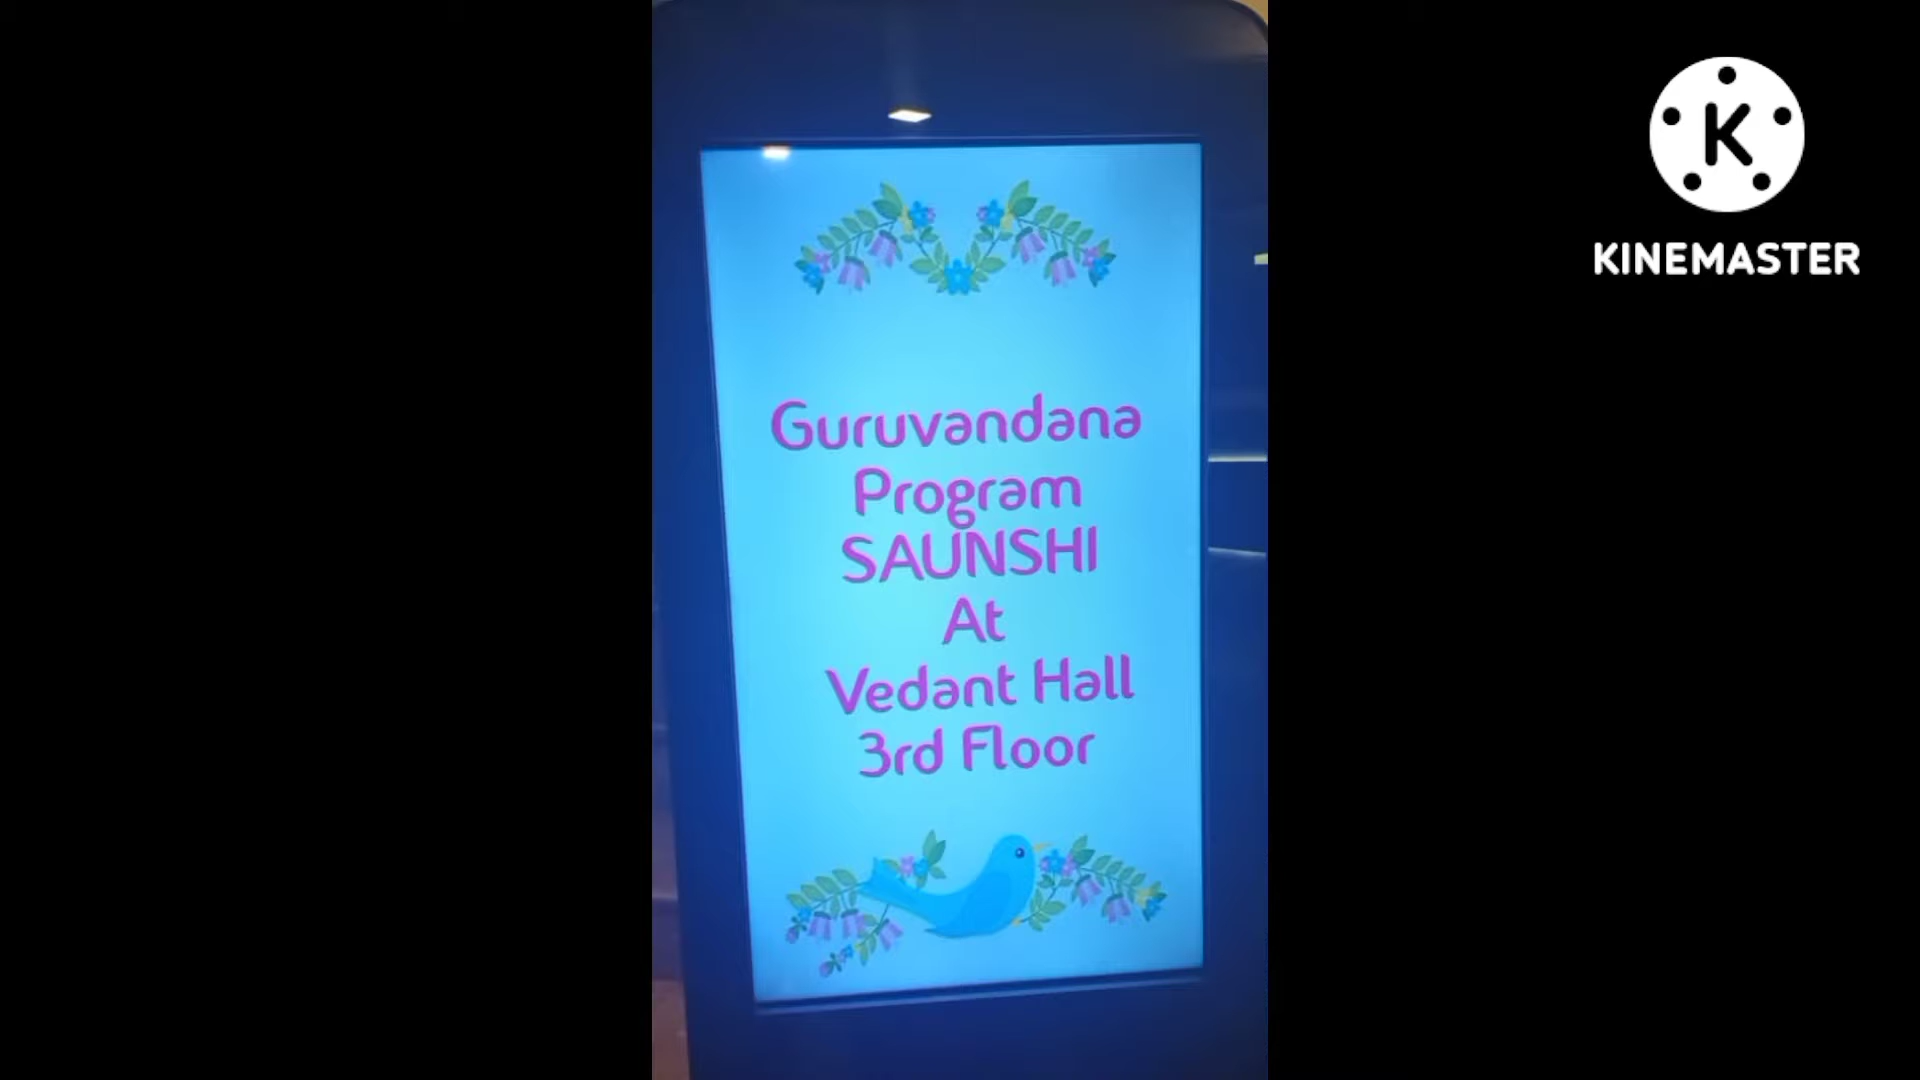 Guruvandana
Program
SAUNSHI
At
Vedant Hall
3rd Floor
K
KINEMASTER